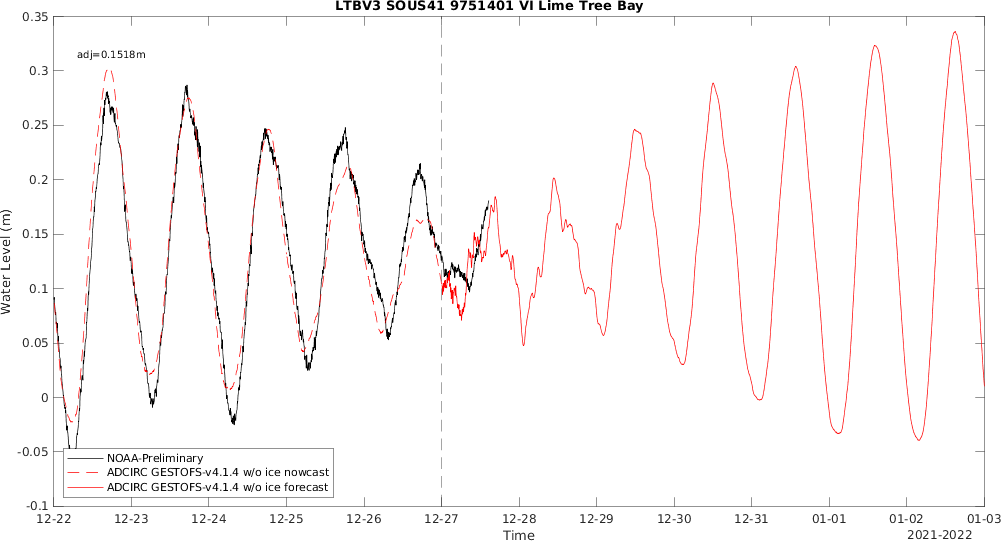 LTBV3 SOUS41 9751401 VI Lime Tree Bay
adj=0.1518m
0.35
0.3
0.25
0.2
0.15
0.1
0.05
0
-0.05
-0.1
Water Level (m)
NOAA-Preliminary
ADCIRC GESTOFS-v4.1.4 w/o ice nowcast
ADCIRC GESTOFS-v4.1.4 w/o ice forecast
12-22 12-23 12-24 12-25 12-26 12-27 12-28 12-29 12-30 12-31 01-01 01-02 01-03
Time
2021-2022